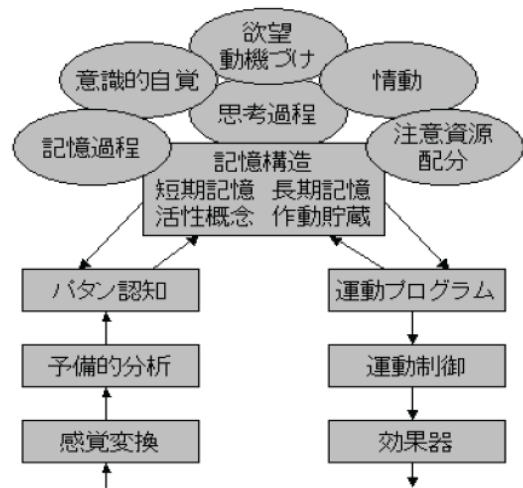 欲望
動機づけ
意識的自覚
情動
思考過程
記憶過程
注意資源
配分
記憶構造
短期記憶 長期記憶
活性概念 作動貯蔵
パタン認知
運動プログラム
予備的分析
運動制御
感覚変換
効果器